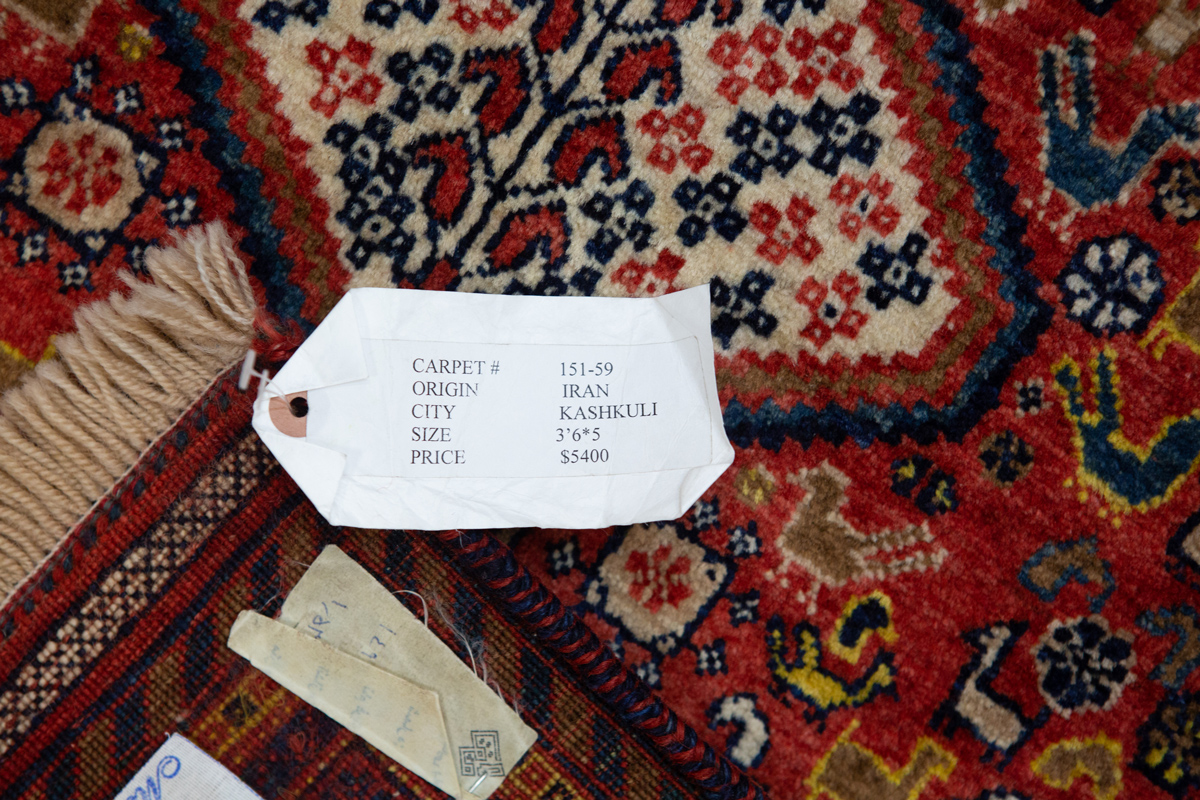 CARPET # 151-59
ORIGIN IRAN
CITY KASHKULI
SIZE 3'6*5
PRICE $5400